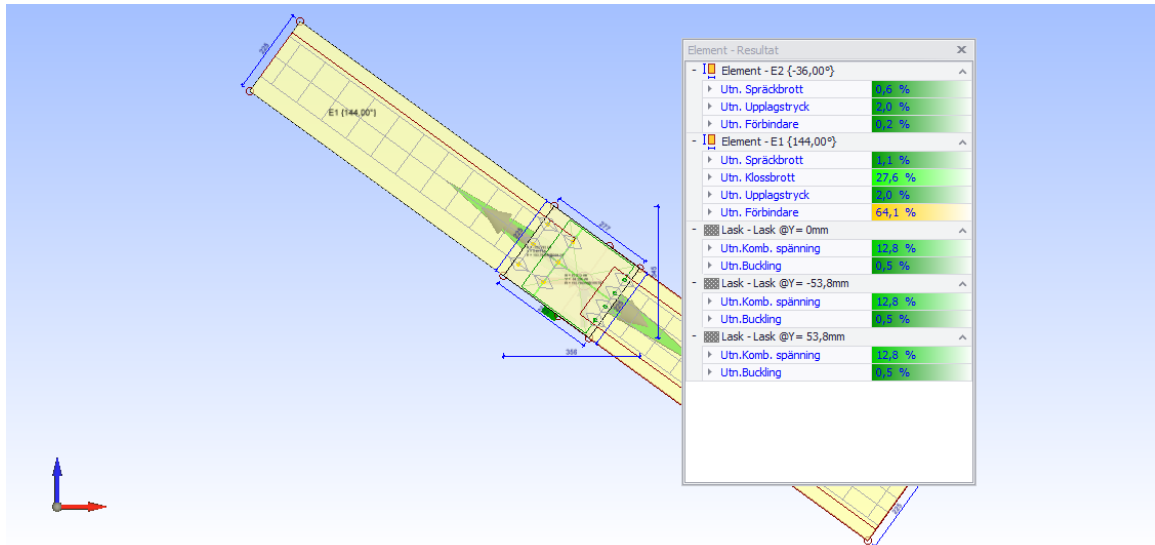 225
E1 {144,00°}
277
345
356
225
Element - Resultat
Element - E2 {-36,00°}
Utn. Spräckbrott 0,6 %
Utn. Upplagstryck 2,0 %
Utn. Förbindare 0,2 %
Element - E1 {144,00°}
Utn. Spräckbrott 1,1 %
Utn. Klossbrott 27,6 %
Utn. Upplagstryck 2,0 %
Utn. Förbindare 64,1 %
Lask - Lask @Y= 0mm
Utn.Komb. spänning 12,8 %
Utn.Buckling 0,5 %
Lask - Lask @Y= -53,8mm
Utn.Komb. spänning 12,8 %
Utn.Buckling 0,5 %
Lask - Lask @Y= 53,8mm
Utn.Komb. spänning 12,8 %
Utn.Buckling 0,5 %